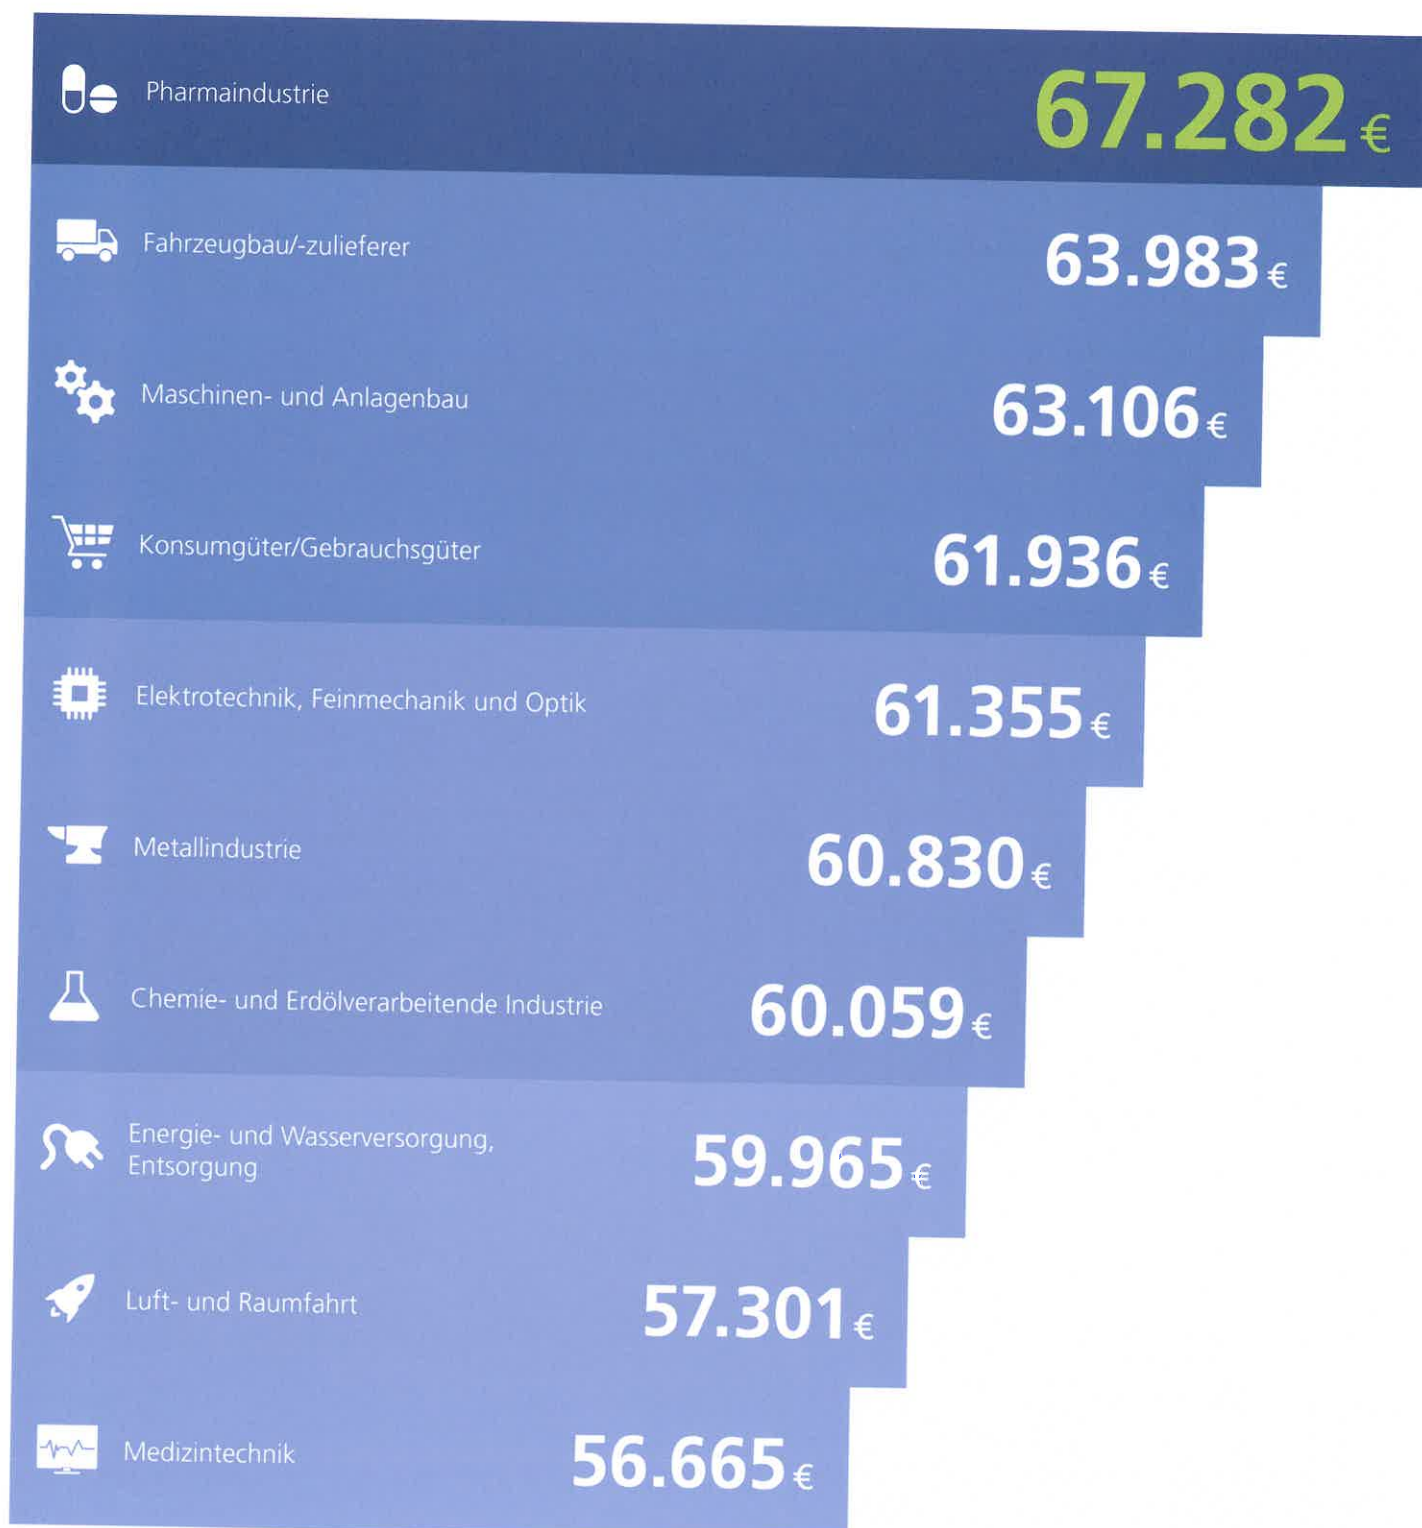 Pharmaindustrie 67.282 €
Fahrzeugbau/-zulieferer 63.983 €
Maschinen- und Anlagenbau 63.106 €
Konsumgüter/Gebrauchsgüter 61.936 €
Elektrotechnik, Feinmechanik und Optik 61.355 €
Metallindustrie 60.830 €
Chemie- und Erdölverarbeitende Industrie 60.059 €
Energie- und Wasserversorgung,
Entsorgung 59.965 €
Luft- und Raumfahrt 57.301 €
Medizintechnik 56.665 €